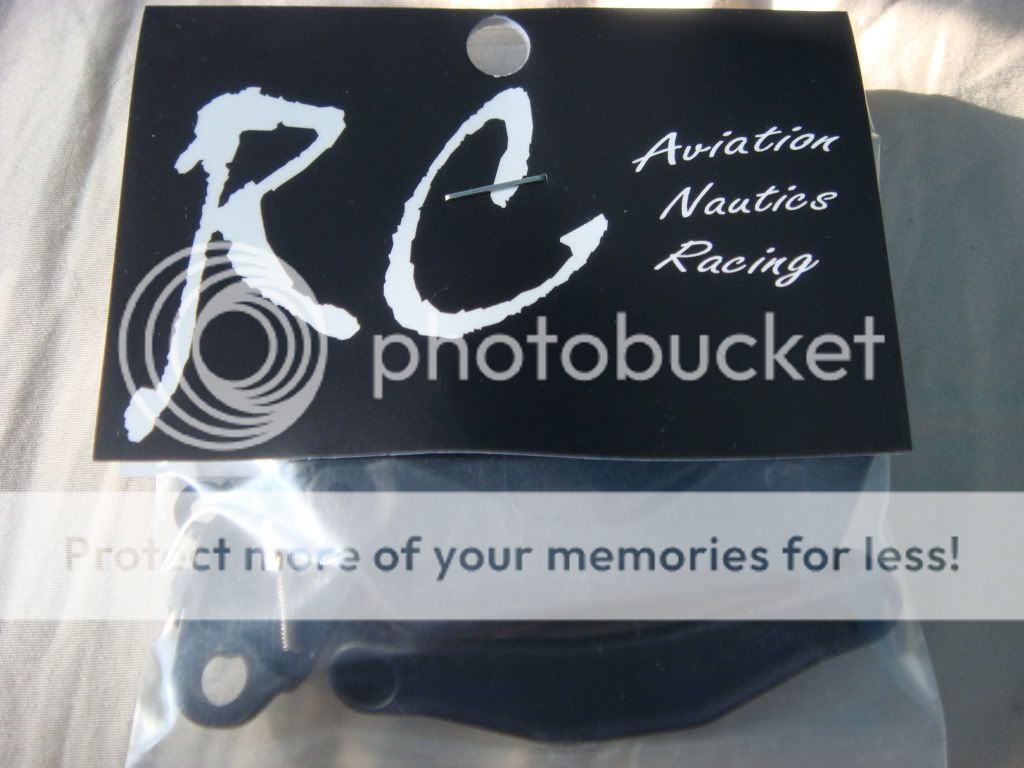 RC
Aviation
Nautics
Racing
photobucket
Protect more of your memories for less!